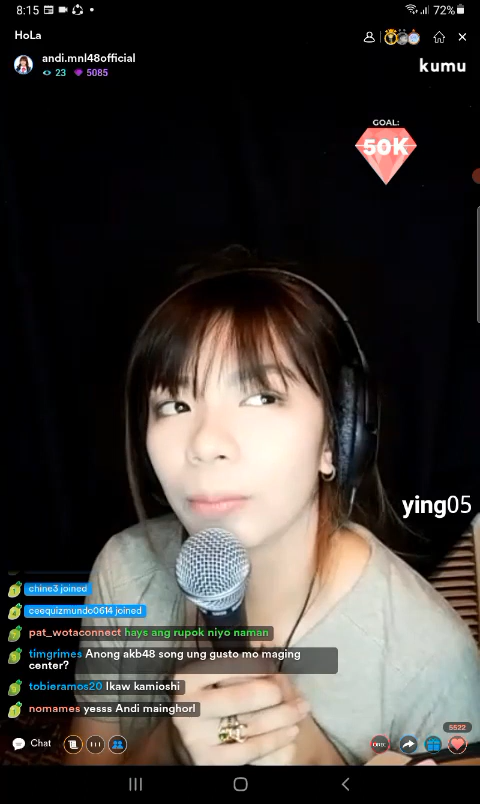 8:15
72%
HoLa
andi.mnl48official
23 5085
kumu
GOAL:
50K
ying05
chine3 joined
ceequizmundo0614 joined
pat_wotaconnect hays ang rupok niyo naman
timgrimes Anong akb48 song ung gusto mo maging
center?
tobieramos20 Ikaw kamioshi
nomames yesss Andi mainghorl
5522
Chat